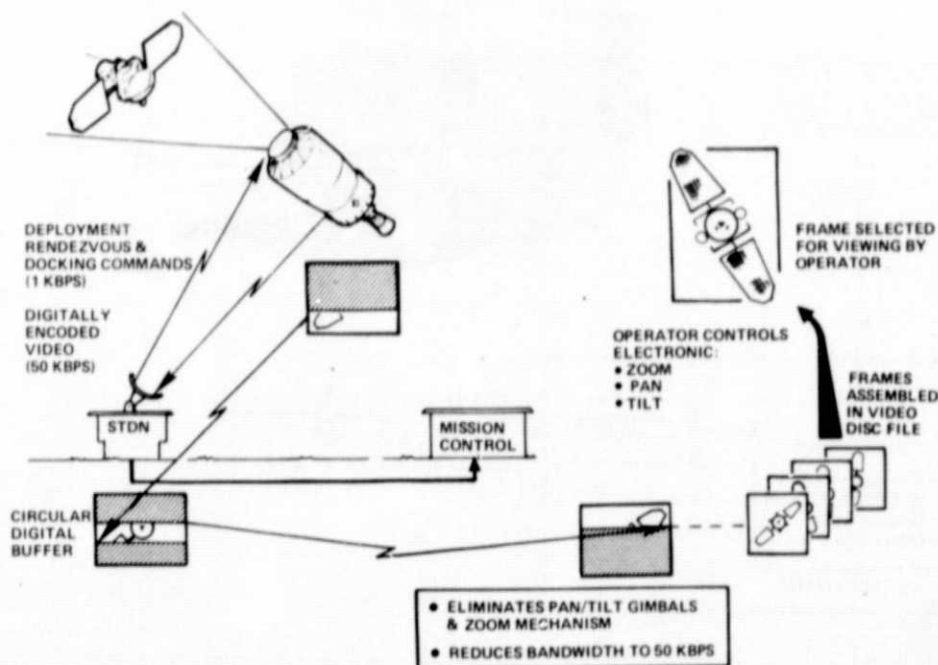 DEPLOYMENT
RENDEZVOUS &
DOCKING COMMANDS
(1 KBPS)
DIGITALLY
ENCODED
VIDEO
(50 KBPS)
STDN
MISSION
CONTROL
CIRCULAR
DIGITAL
BUFFER
FRAME SELECTED
FOR VIEWING BY
OPERATOR
OPERATOR CONTROLS
ELECTRONIC:
• ZOOM
• PAN
• TILT
FRAMES
ASSEMBLED
IN VIDEO
DISC FILE
• ELIMINATES PAN/TILT GIMBALS
& ZOOM MECHANISM
• REDUCES BANDWIDTH TO 50 KBPS